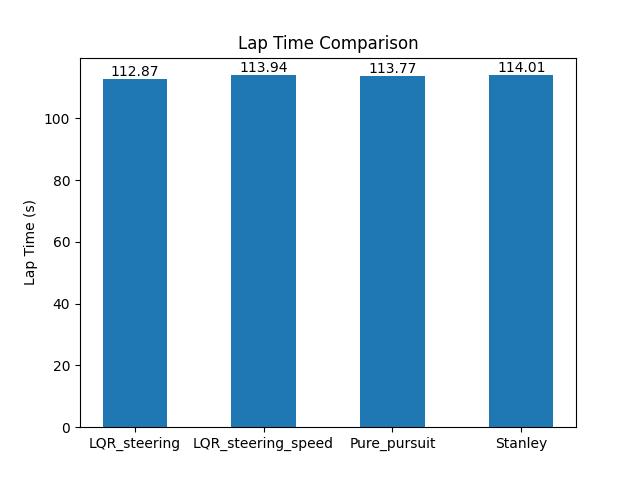 Lap Time Comparison
112.87 113.94 113.77 114.01
100
80
60
40
20
0
Lap Time (s)
LQR_steering LQR_steering_speed Pure_pursuit Stanley